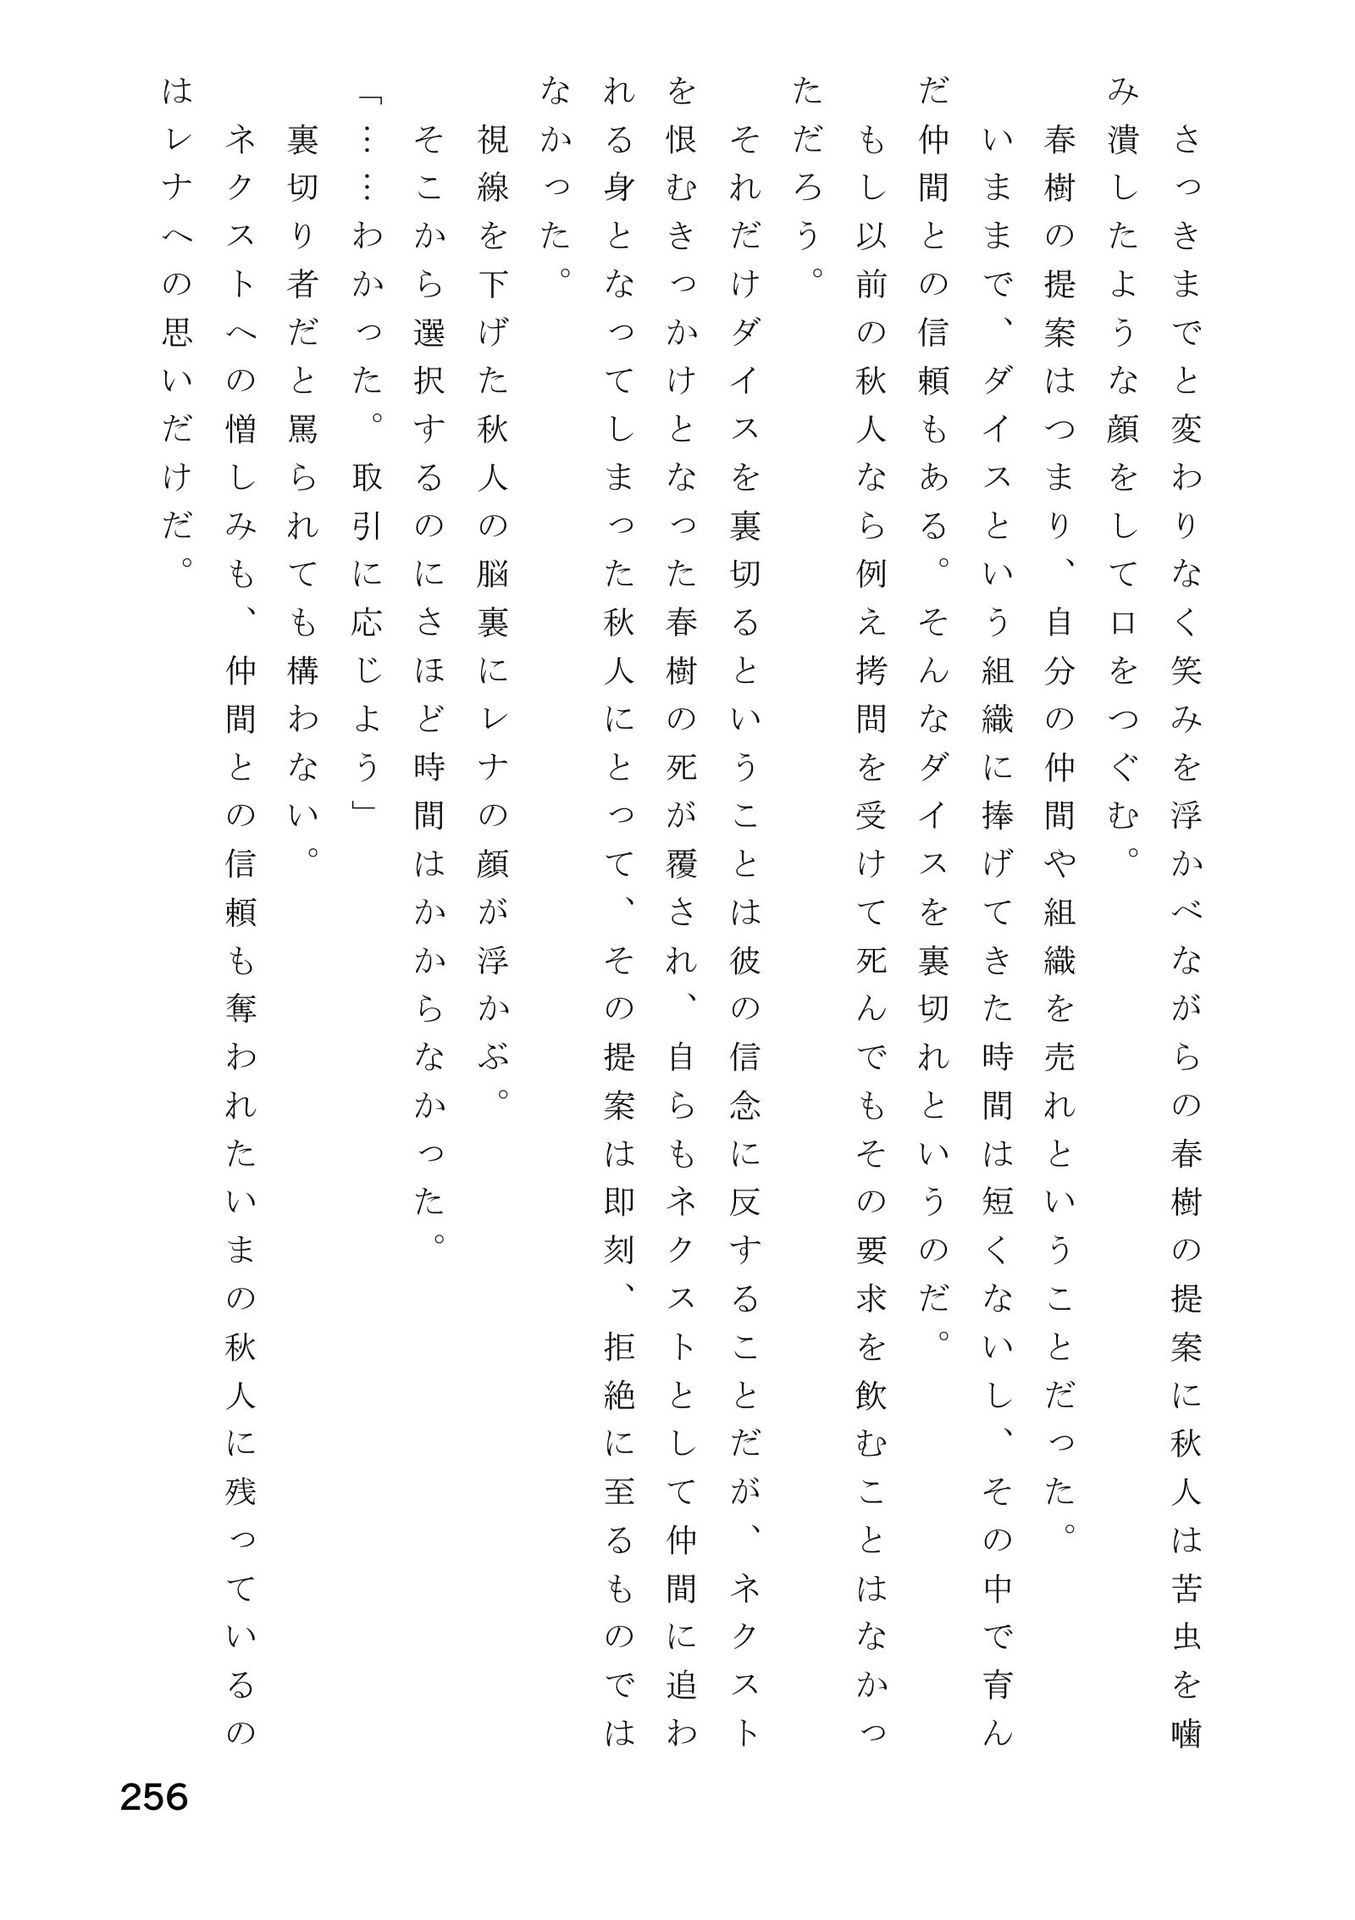 さっきまでと変わりなく笑みを浮かべながらの春樹の提案に秋人は苦虫を噛
み潰したような顔をして口をつぐむ。
　春樹の提案はつまり、自分の仲間や組織を売れということだった。
　いままで、ダイスという組織に捧げてきた時間は短くないし、その中で育ん
だ仲間との信頼もある。そんなダイスを裏切れというのだ。
　もし以前の秋人なら例え拷問を受けて死んでもその要求を飲むことはなかっ
ただろう。
　それだけダイスを裏切るということは彼の信念に反することだが、ネクスト
を恨むきっかけとなった春樹の死が覆され、自らもネクストとして仲間に追わ
れる身となってしまった秋人にとって、その提案は即刻、拒絶に至るものでは
なかった。
　視線を下げた秋人の脳裏にレナの顔が浮かぶ。
　そこから選択するのにさほど時間はかからなかった。
「……わかった。取引に応じよう」
　裏切り者だと罵られても構わない。
　ネクストへの憎しみも、仲間との信頼も奪われたいまの秋人に残っているの
はレナへの思いだけだ。
256